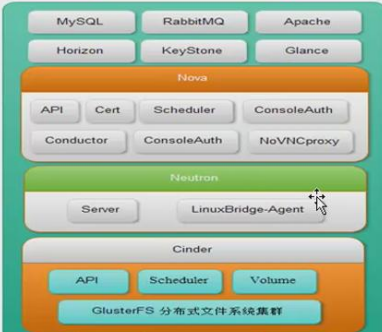 MySQL RabbitMQ Apache
Horizon KeyStone Glance
Nova
API Cert Scheduler ConsoleAuth
Conductor ConsoleAuth NoVNCproxy
Neutron
Server LinuxBridge-Agent
Cinder
API Scheduler Volume
GlusterFS 分布式文件系统集群